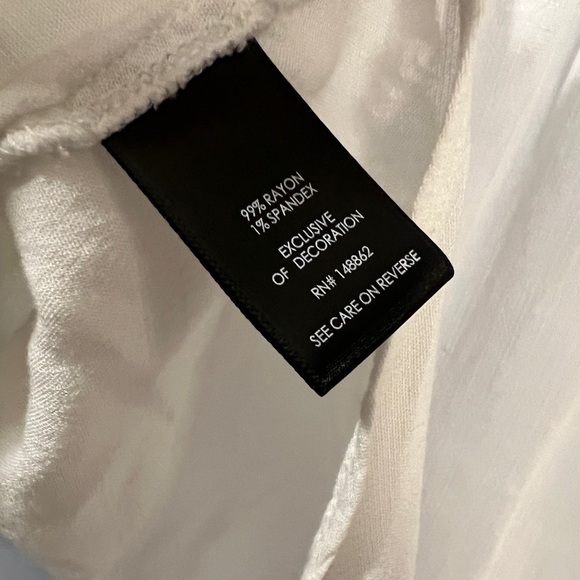 99% RAYON
1% SPANDEX
EXCLUSIVE
OF DECORATION
RN# 148862
SEE CARE ON REVERSE